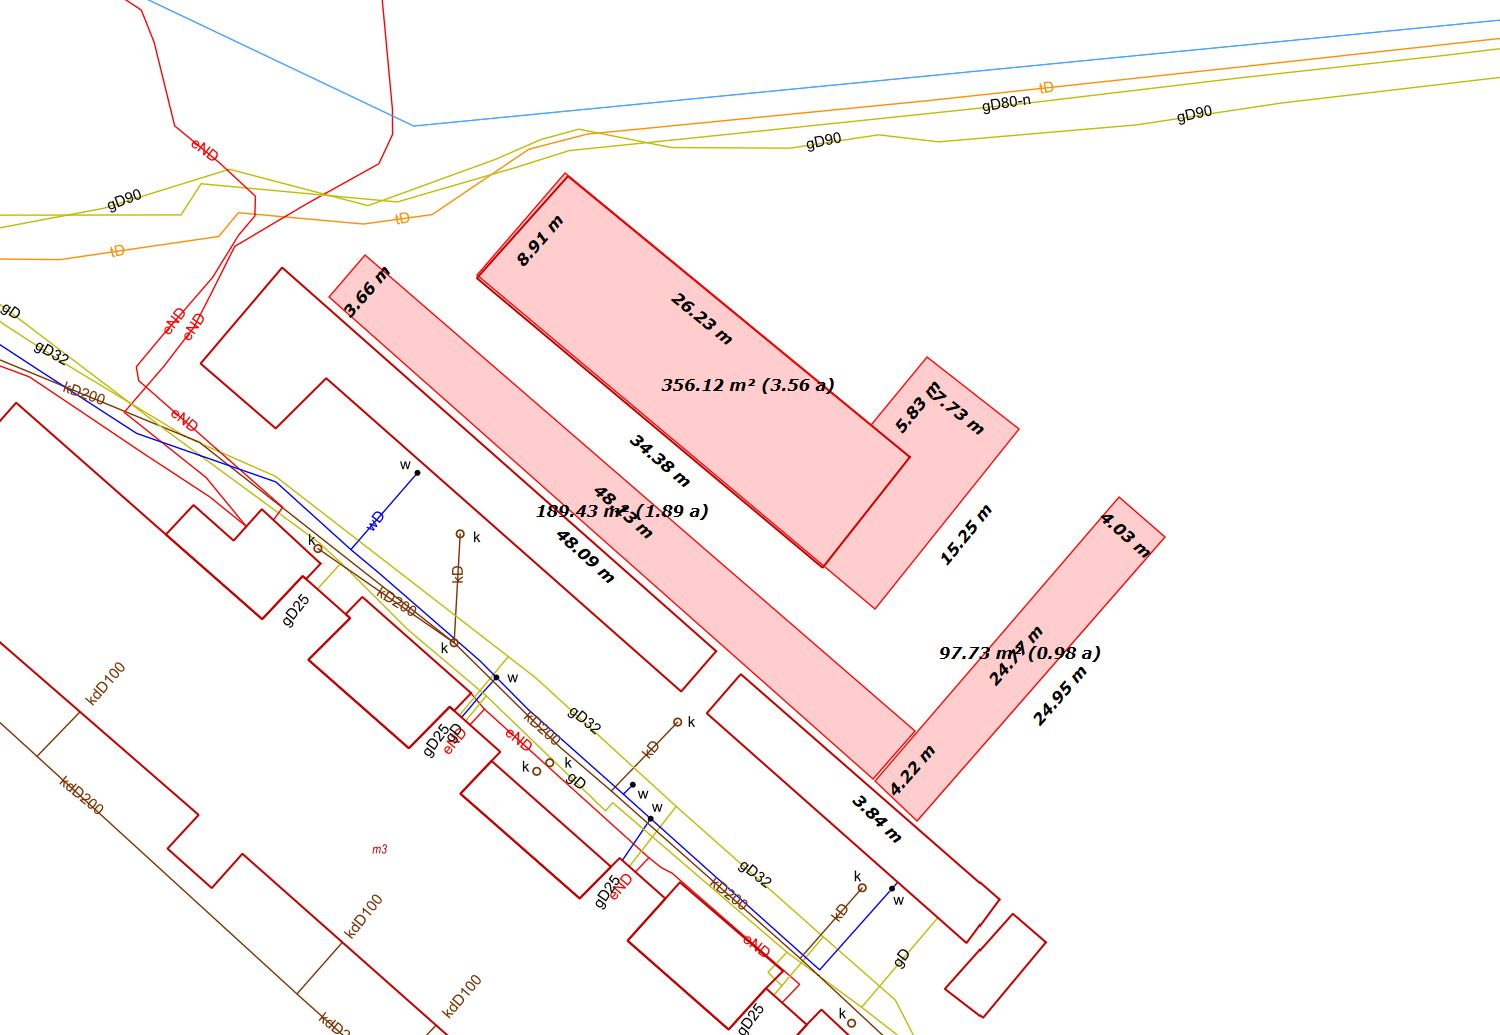 tD
gD80-n
gD90
gD90
eND
gD90
tD
tD
8.91 m
3.66 m
26.23 m
gD
eND
eND
gD32
356.12 m² (3.56 a)
5.83 m
7.73 m
kD200
eND
34.38 m
w
189.43 m² (1.89 a)
48.13 m
wD
4.03 m
15.25 m
k
k
48.09 m
kD
kD200
gD25
k
97.73 m² (0.98 a)
24.77 m
w
24.95 m
kdD100
gD32
k
kD200
gD25
gD
eND
eND
kD
k
k
gD
4.22 m
w
w
kdD200
3.84 m
m3
gD32
k
kD200
gD25
eND
w
kD
kdD100
eND
gD
kdD100
k
gD25
kdD2